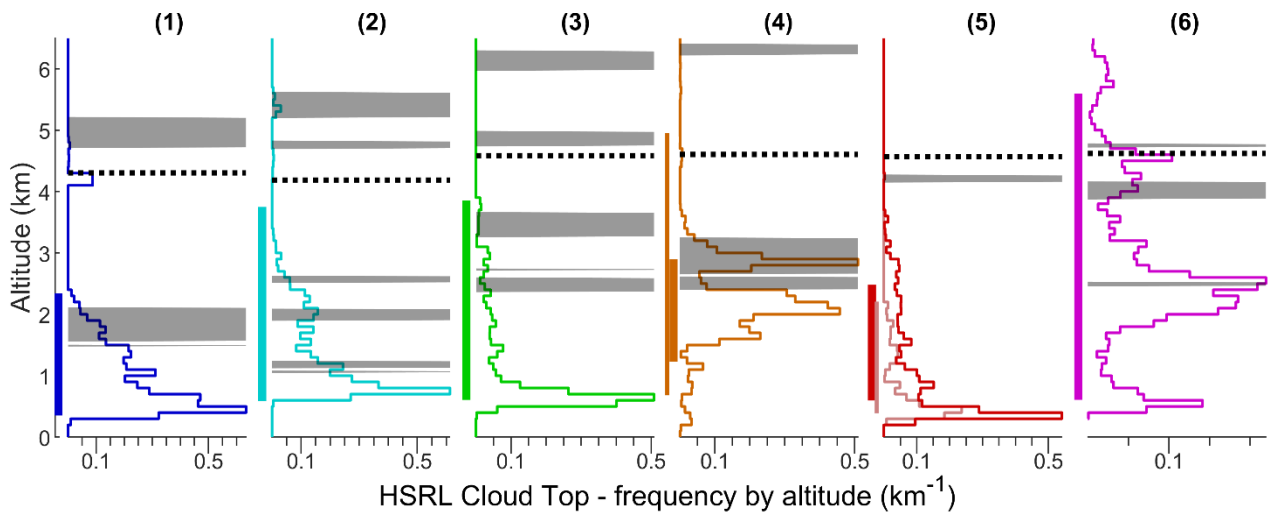 (1) (2) (3) (4) (5) (6)
Altitude (km)
6
5
4
3
2
1
0
0.1 0.5 0.1 0.5 0.1 0.5 0.1 0.5 0.1 0.5 0.1
HSRL Cloud Top - frequency by altitude (km⁻¹)